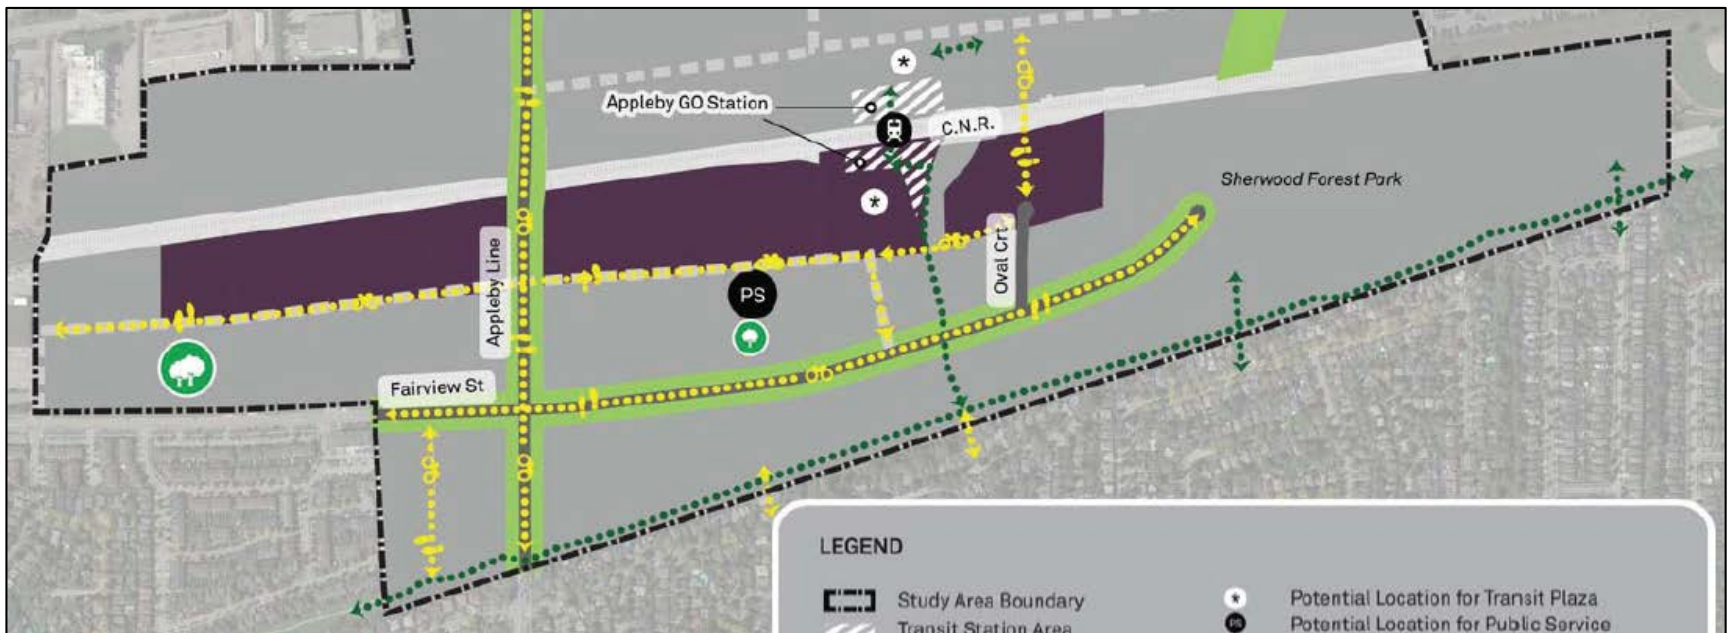 Appleby GO Station
C.N.R.
Sherwood Forest Park
Appleby Line
Oval Crt
PS
Fairview St
LEGEND
Study Area Boundary
Transit Station Area
* Potential Location for Transit Plaza
PS Potential Location for Public Service